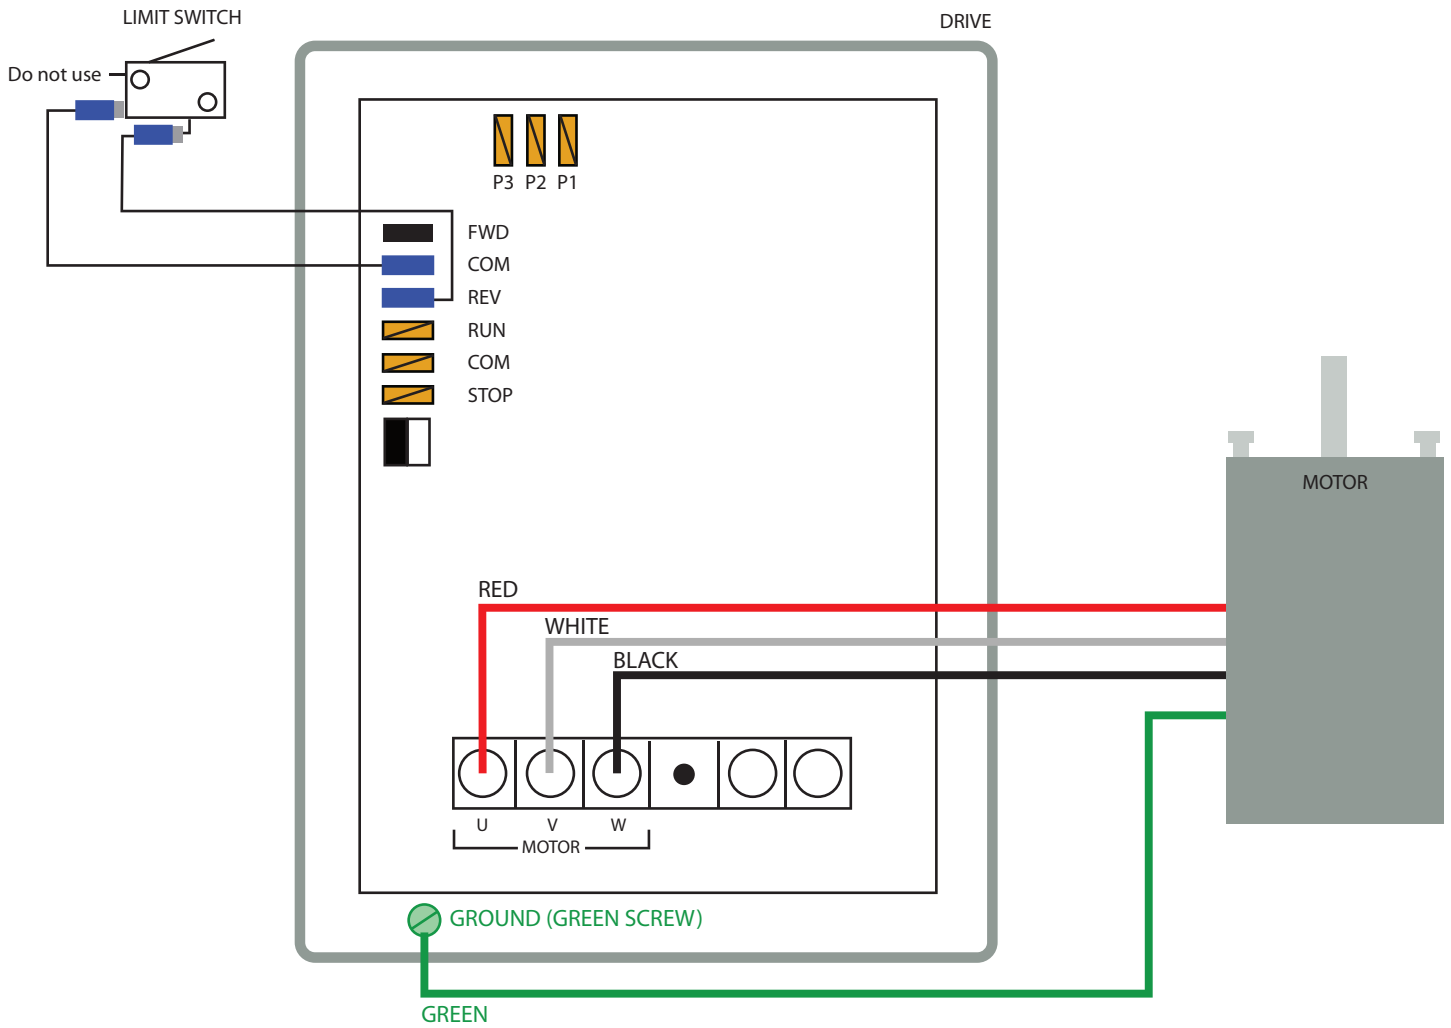 LIMIT SWITCH
DRIVE
Do not use
P3 P2 P1
FWD
COM
REV
RUN
COM
STOP
MOTOR
RED
WHITE
BLACK
U V W
MOTOR
GROUND (GREEN SCREW)
GREEN